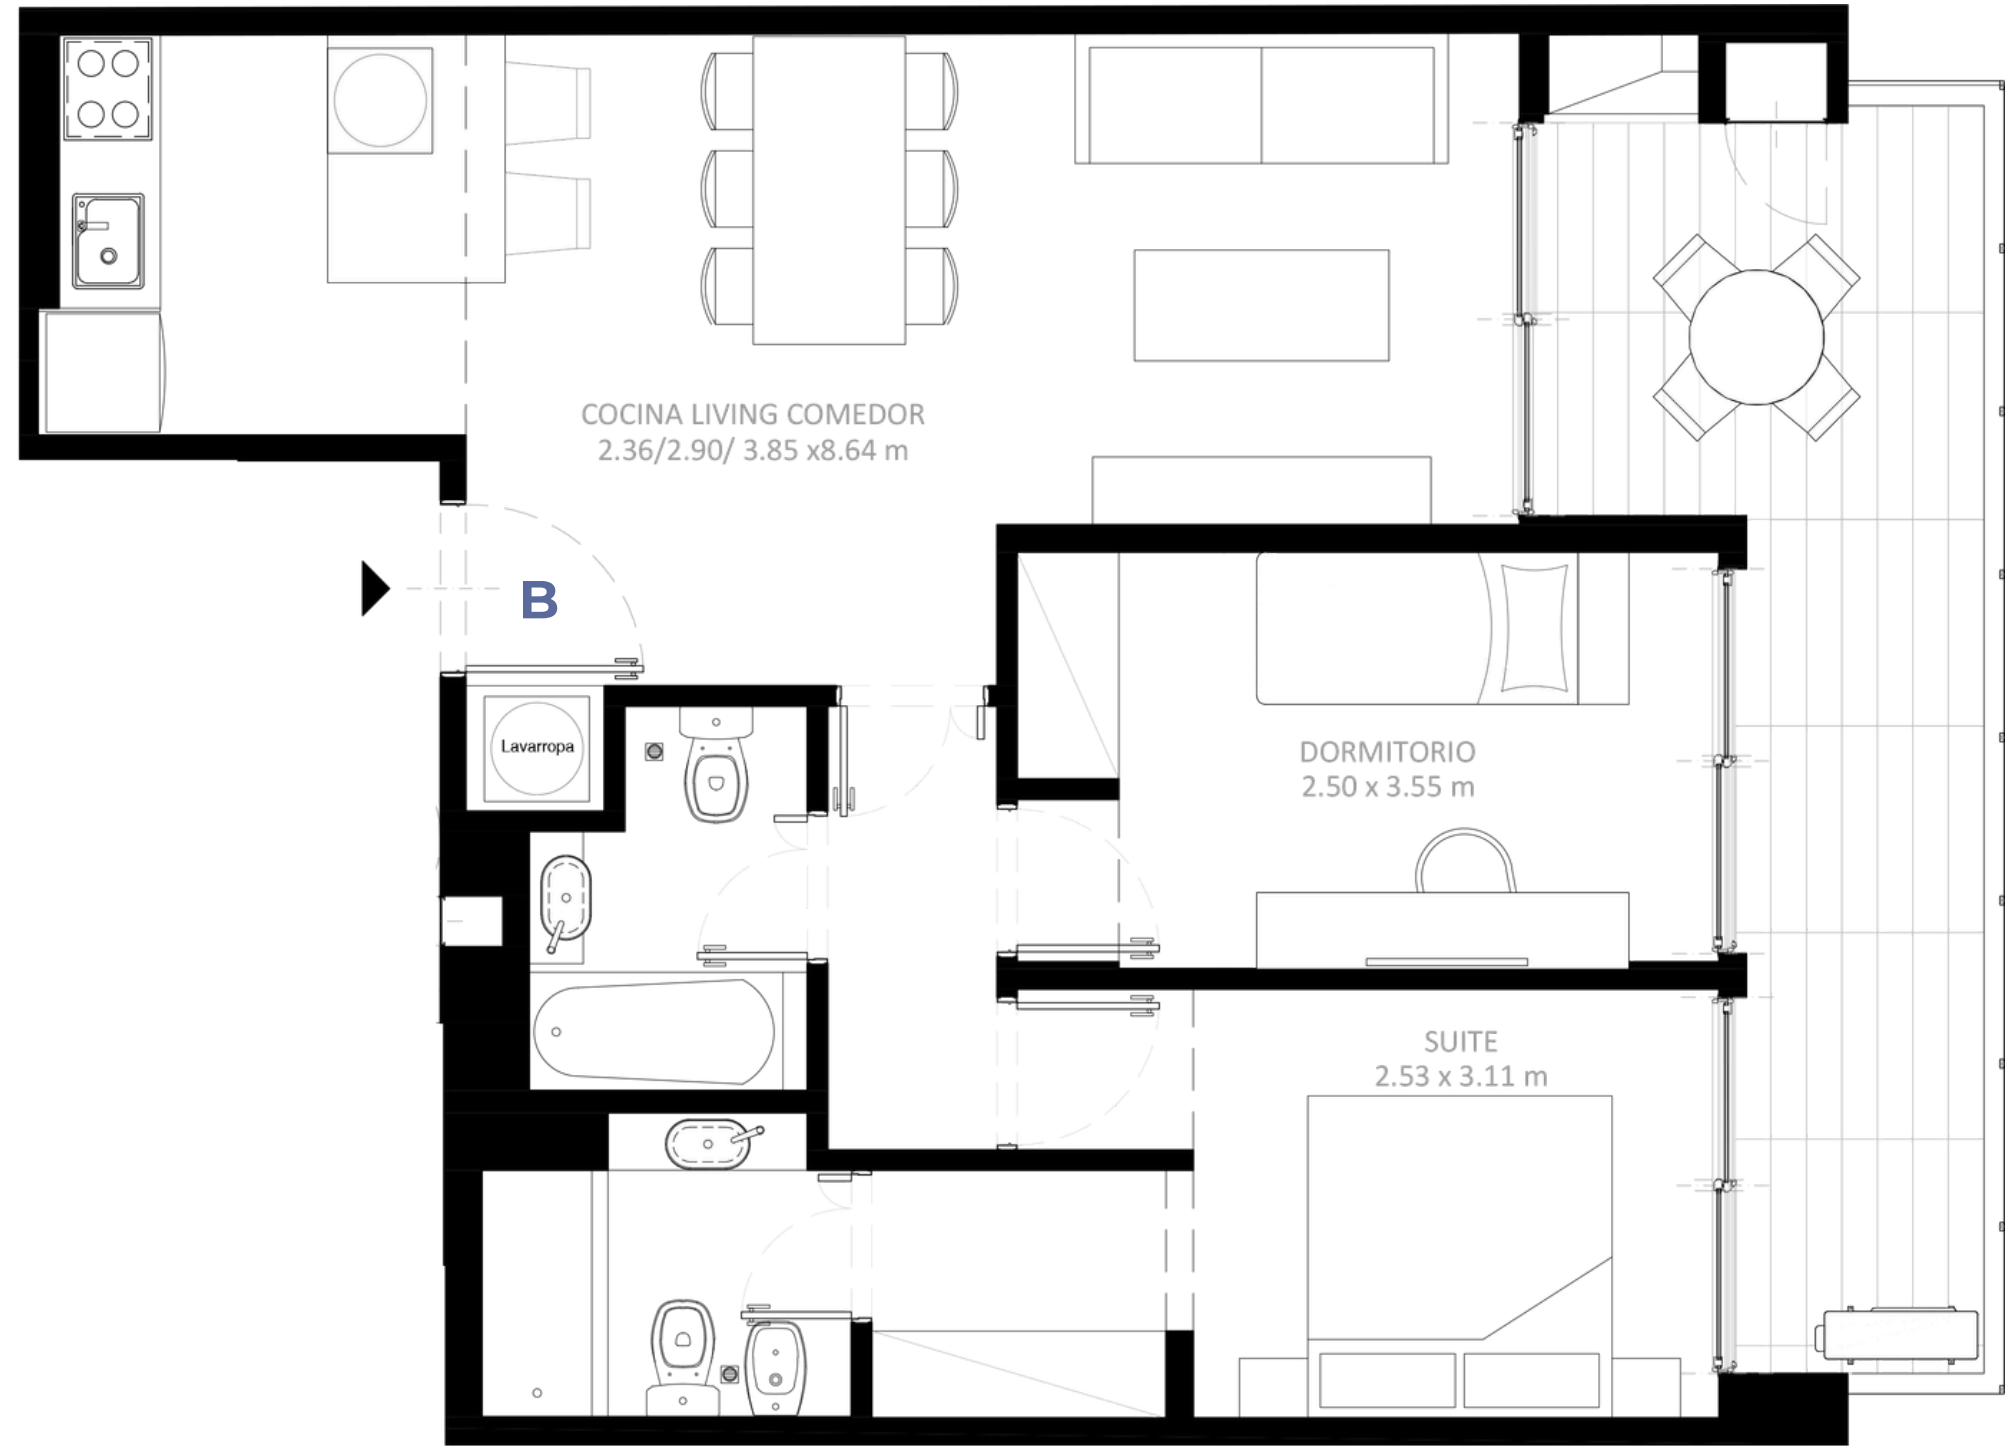 COCINA LIVING COMEDOR
2.36/2.90/ 3.85 x8.64 m
B
Lavarropa
DORMITORIO
2.50 x 3.55 m
SUITE
2.53 x 3.11 m